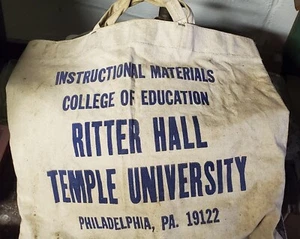 INSTRUCTIONAL MATERIALS
COLLEGE OF EDUCATION
RITTER HALL
TEMPLE UNIVERSITY
PHILADELPHIA, PA. 19122